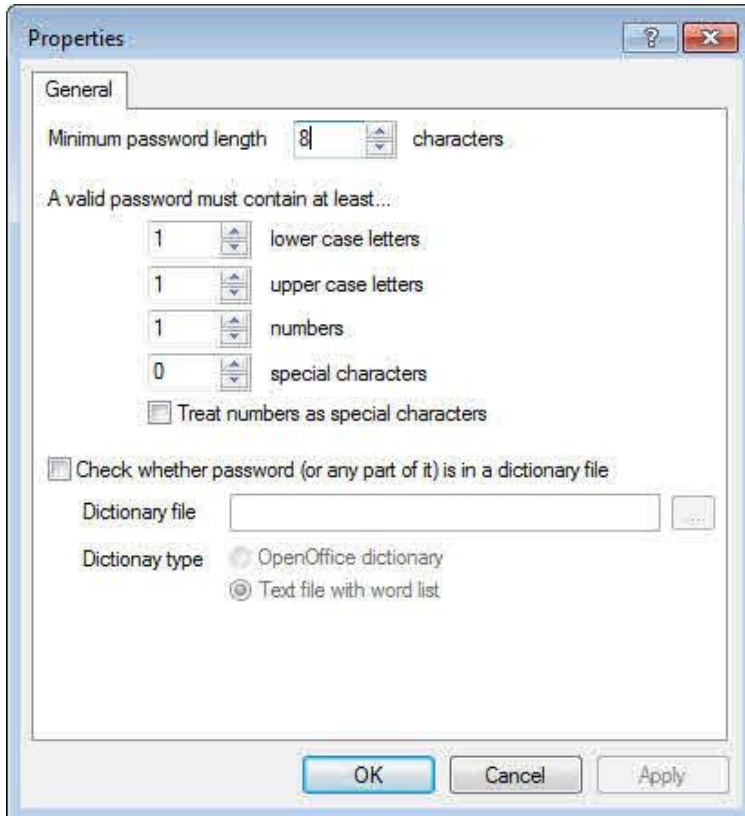 Properties
General
Minimum password length 8 characters
A valid password must contain at least...
1 lower case letters
1 upper case letters
1 numbers
0 special characters
Treat numbers as special characters
Check whether password (or any part of it) is in a dictionary file
Dictionary file ...
Dictionay type OpenOffice dictionary
Text file with word list
OK Cancel Apply